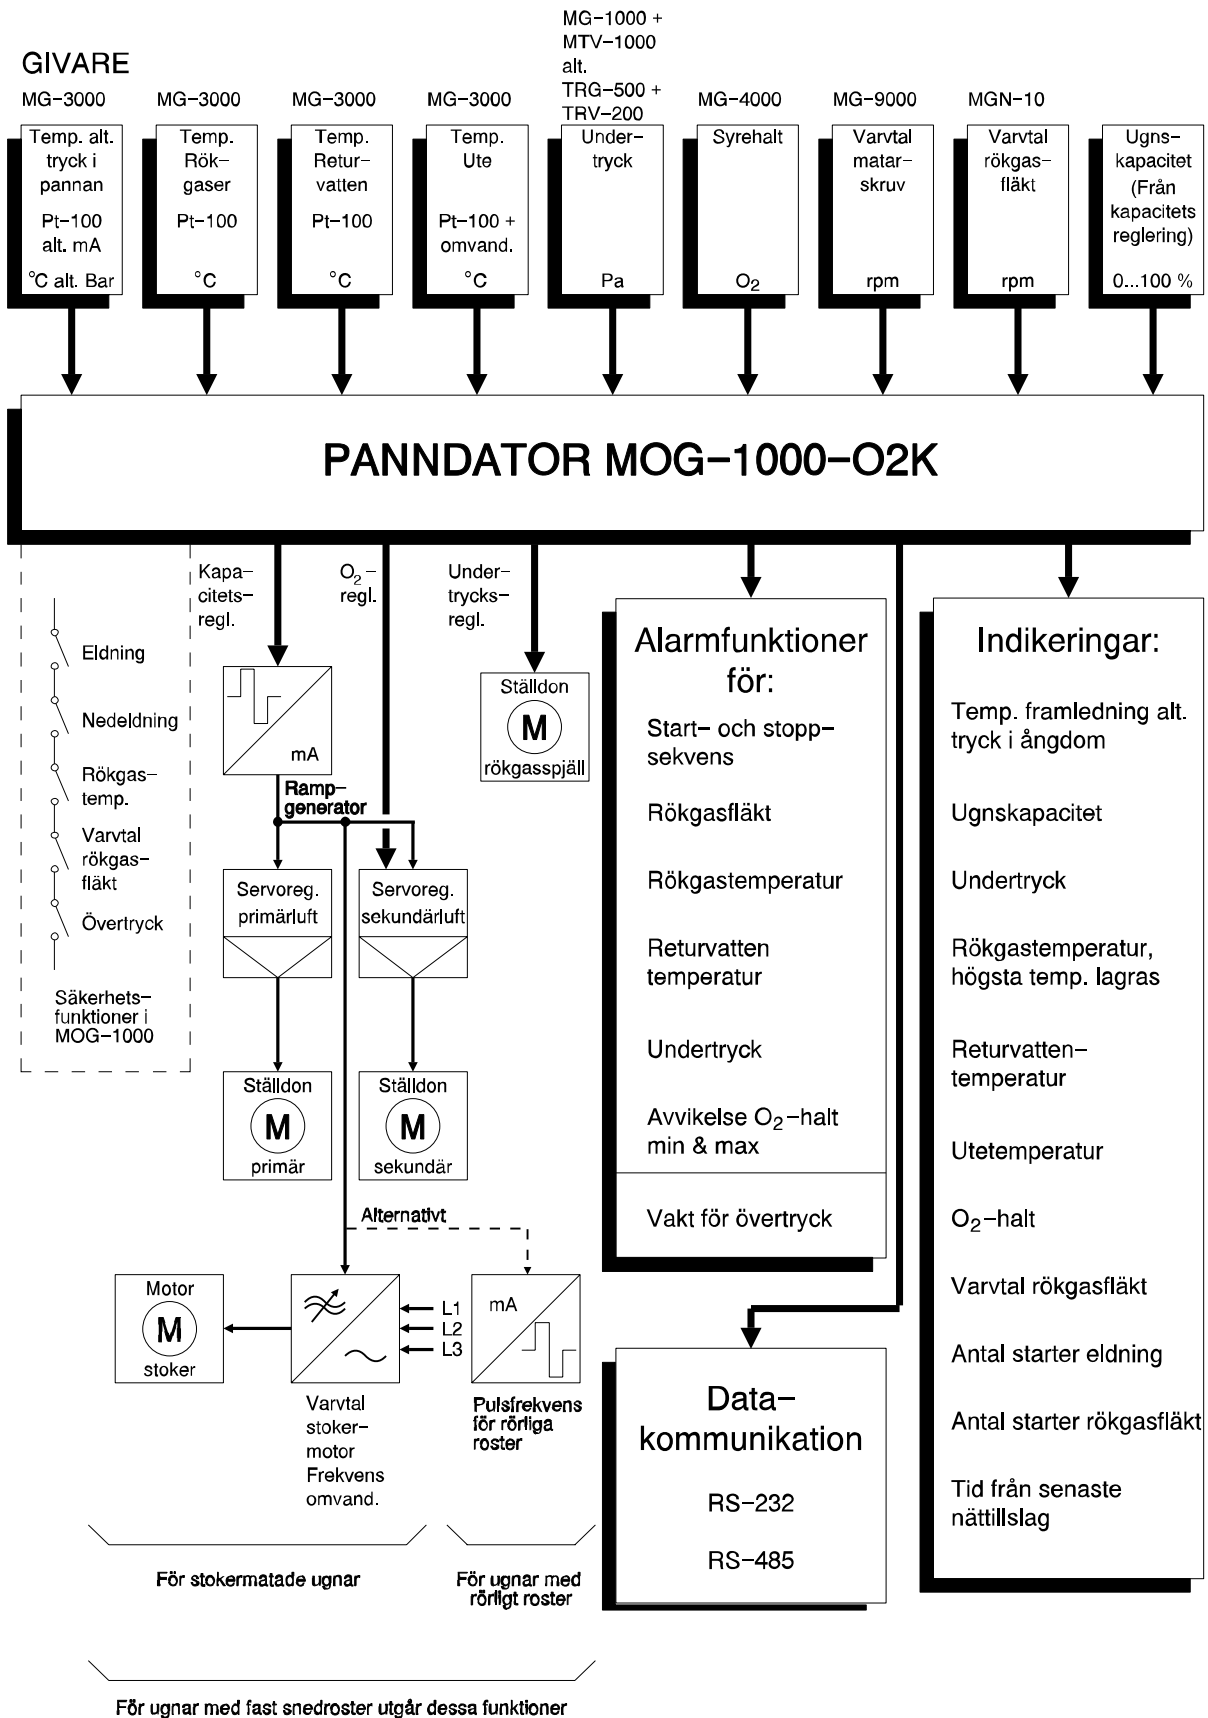 GIVARE
MG-3000
MG-3000
MG-3000
MG-3000
MG-1000 +
MTV-1000
alt.
TRG-500 +
TRV-200
MG-4000
MG-9000
MGN-10
Temp. alt.
tryck i
pannan
Pt-100
alt. mA
°C alt. Bar
Temp.
Rök-
gaser
Pt-100
°C
Temp.
Retur-
vatten
Pt-100
°C
Temp.
Ute
Pt-100 +
omvand.
°C
Under-
tryck
Pa
Syrehalt
O2
Varvtal
matar-
skruv
rpm
Varvtal
rökgas-
fläkt
rpm
Ugns-
kapacitet
(Från
kapacitets
reglering)
0...100 %
PANNDATOR MOG-1000-O2K
Eldning
Nedeldning
Rökgas-
temp.
Varvtal
rökgas-
fläkt
Övertryck
Säkerhets-
funktioner i
MOG-1000
Kapa-
citets-
regl.
O2-
regl.
Under-
trycks-
regl.
mA
Ramp-
generator
Ställdon
M
rökgasspjäll
Servoreg.
primärluft
Servoreg.
sekundärluft
Ställdon
M
primär
Ställdon
M
sekundär
Alternativt
Motor
M
stoker
L1
L2
L3
mA
Varvtal
stoker-
motor
Frekvens
omvand.
Pulsfrekvens
för rörliga
roster
För stokermatade ugnar
För ugnar med
rörligt roster
För ugnar med fast snedroster utgår dessa funktioner
Alarmfunktioner
för:
Start- och stopp-
sekvens
Rökgasfläkt
Rökgastemperatur
Returvatten
temperatur
Undertryck
Avvikelse O2-halt
min & max
Vakt för övertryck
Data-
kommunikation
RS-232
RS-485
Indikeringar:
Temp. framledning alt.
tryck i ångdom
Ugnskapacitet
Undertryck
Rökgastemperatur,
högsta temp. lagras
Returvatten-
temperatur
Utetemperatur
O2-halt
Varvtal rökgasfläkt
Antal starter eldning
Antal starter rökgasfläkt
Tid från senaste
nättillslag